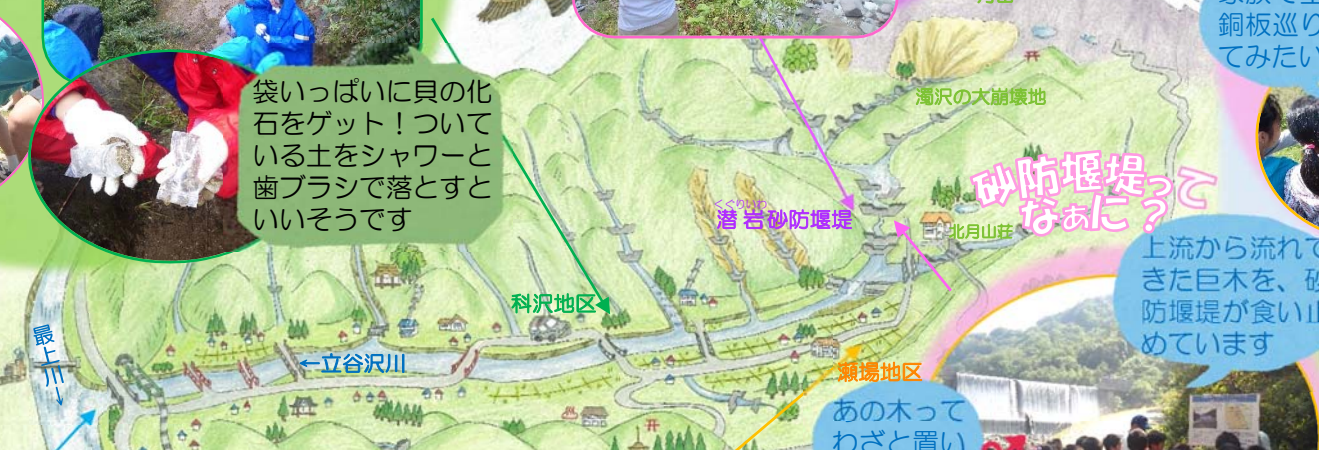 銅板巡り
てみたい
濁沢の大崩壊地
袋いっぱいに貝の化
石をゲット!ついて
いる土をシャワーと
歯ブラシで落とすと
いいそうです
砂防堰堤って
なぁに?
くぐりいわ
潜岩砂防堰堤
北月山荘
上流から流れて
きた巨木を、砂
防堰堤が食い止
めています
科沢地区
最上川→
←立谷沢川
瀬場地区
あの木って
わざと置い